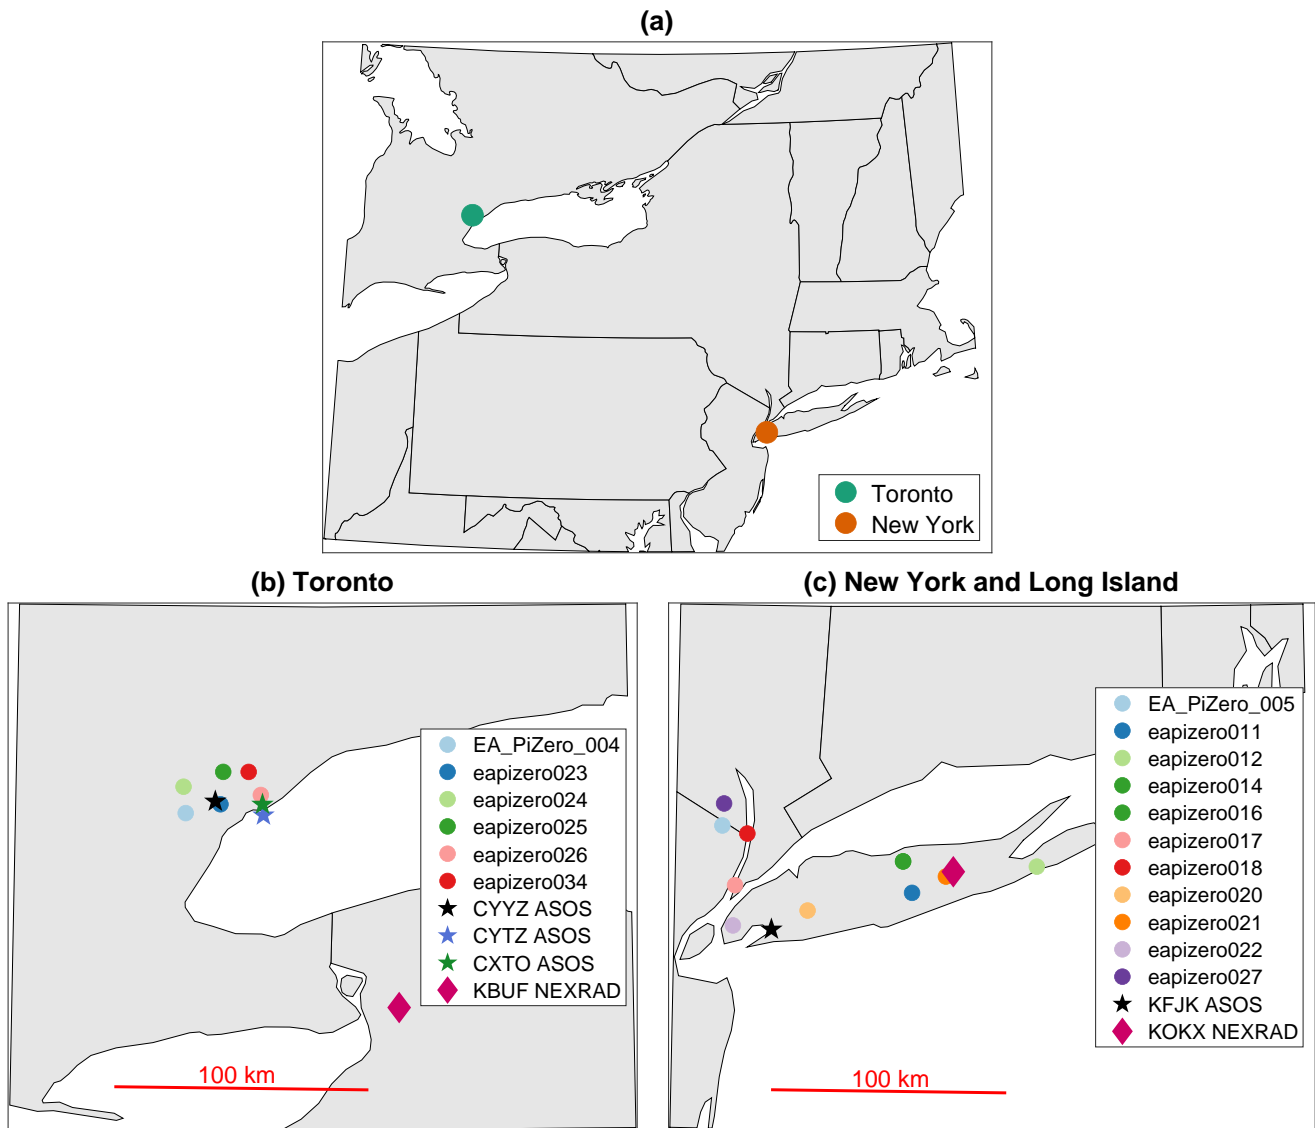 (a)
Toronto
New York
(b) Toronto
EA_PiZero_004
eapizero023
eapizero024
eapizero025
eapizero026
eapizero034
CYYZ ASOS
CYTZ ASOS
CXTO ASOS
KBUF NEXRAD
100 km
(c) New York and Long Island
EA_PiZero_005
eapizero011
eapizero012
eapizero014
eapizero016
eapizero017
eapizero018
eapizero020
eapizero021
eapizero022
eapizero027
KFJK ASOS
KOKX NEXRAD
100 km